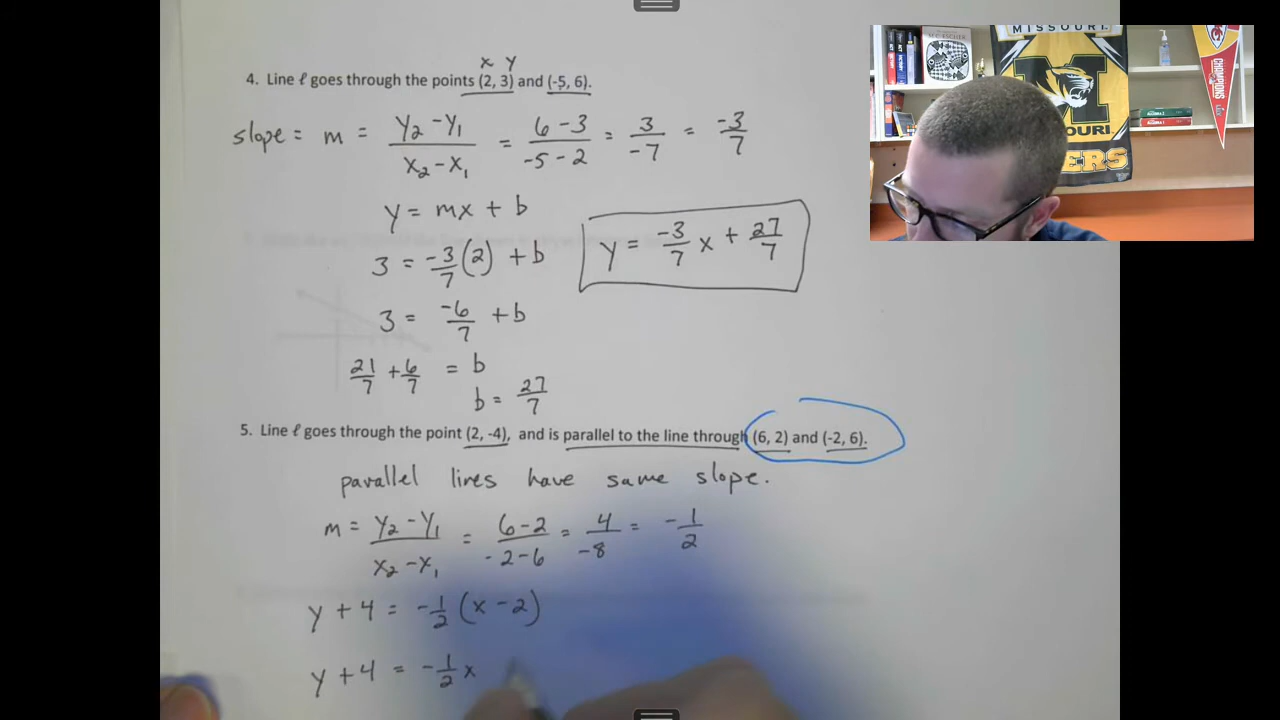 MISSOURI.
M
OURI
ERS
CHAMPIONS
x y
4. Line ℓ goes through the points (2, 3) and (-5, 6).
slope = m = y₂ - y₁ / x₂ - x₁ = 6 - 3 / -5 - 2 = 3 / -7 = -3 / 7
y = mx + b
3 = -3/7 (2) + b
y = -3/7 x + 27/7
3 = -6/7 + b
21/7 + 6/7 = b
b = 27/7
5. Line ℓ goes through the point (2, -4), and is parallel to the line through (6, 2) and (-2, 6).
parallel lines have same slope.
m = y₂ - y₁ / x₂ - x₁ = 6 - 2 / -2 - 6 = 4 / -8 = -1/2
y + 4 = -1/2 (x - 2)
y + 4 = -1/2 x